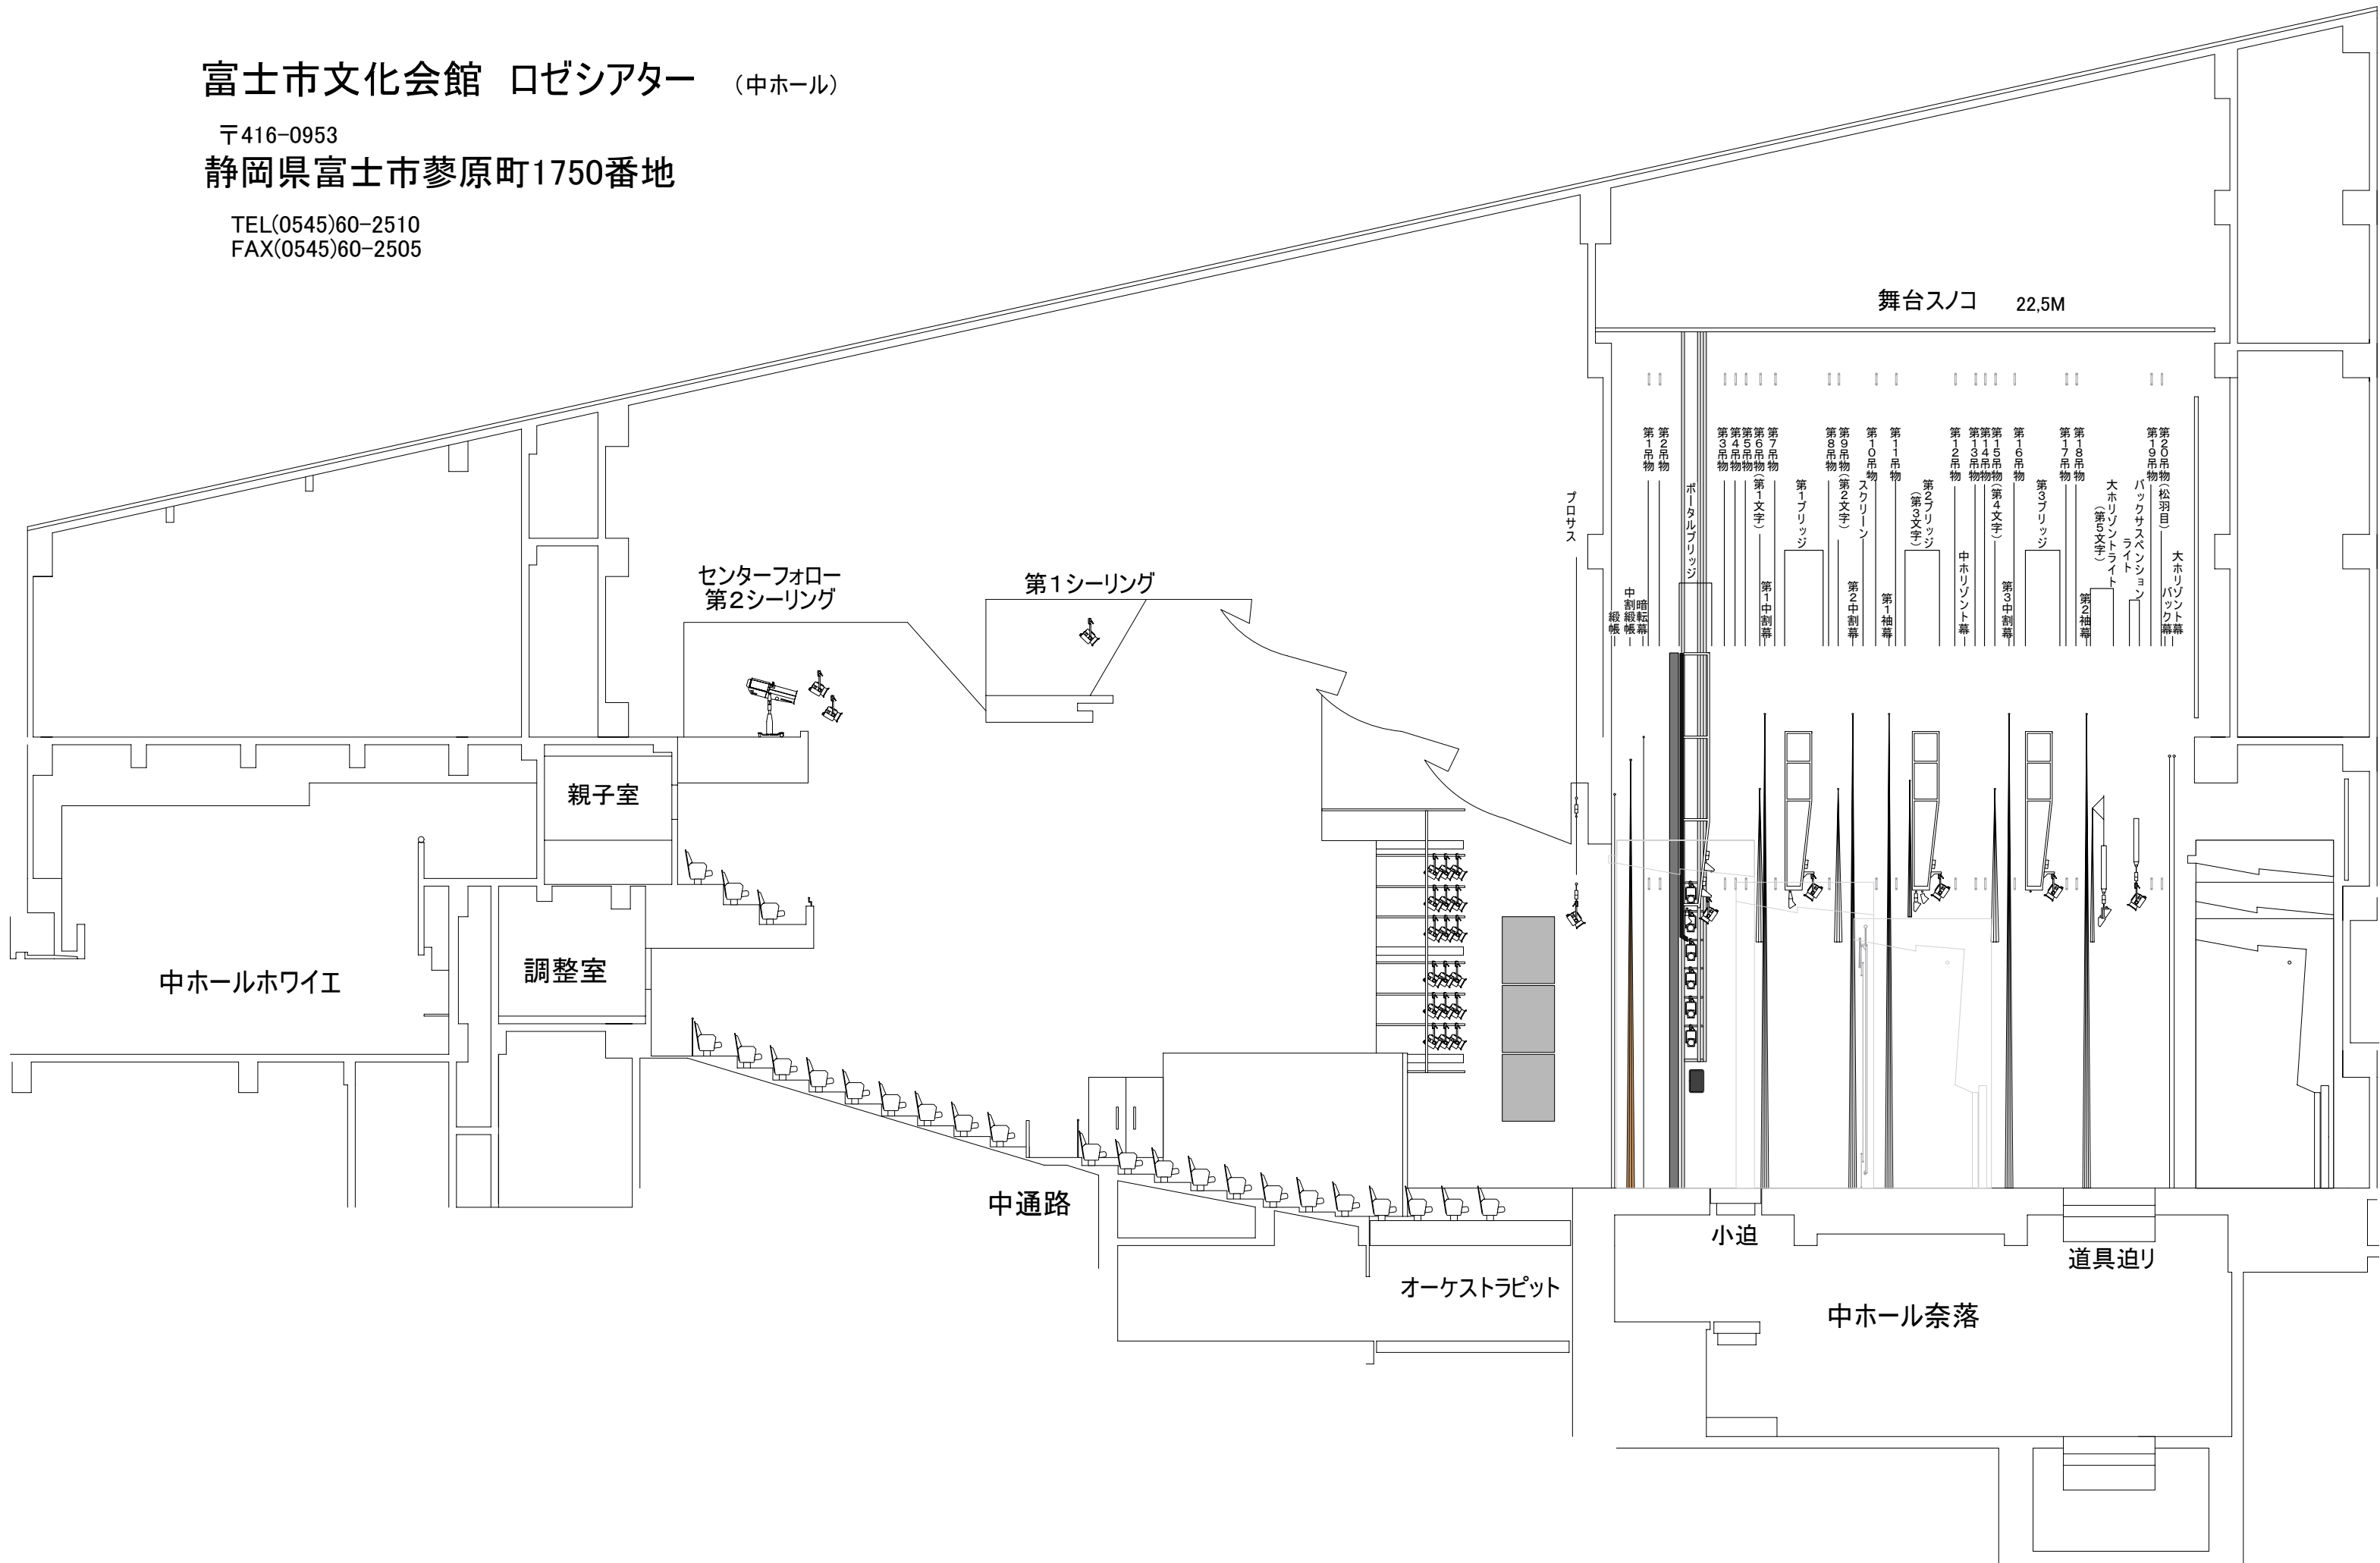 富士市文化会館 ロゼシアター （中ホール）
〒416-0953
静岡県富士市蓼原町1750番地
TEL(0545)60-2510
FAX(0545)60-2505
舞台スノコ 22,5M
第1吊物
第2吊物
第3吊物
第4吊物
第5吊物
第6吊物(第1文字)
第7吊物
第8吊物
第9吊物(第2文字)
第10吊物
第11吊物
第12吊物
第13吊物
第14吊物
第15吊物(第4文字)
第16吊物
第17吊物
第18吊物
第19吊物
第20吊物(松羽目)
プロサス
ポータルブリッジ
第1ブリッジ
スクリーン
第2ブリッジ
(第3文字)
第3ブリッジ
大ホリゾントライト
(第5文字)
バックサスペンション
ライト
緞帳
中割緞帳
暗転幕
第1中割幕
第2中割幕
第1袖幕
中ホリゾント幕
第3中割幕
第2袖幕
バック幕
大ホリゾント幕
センターフォロー
第2シーリング
第1シーリング
親子室
調整室
中ホールホワイエ
中通路
オーケストラピット
小迫
道具迫リ
中ホール奈落